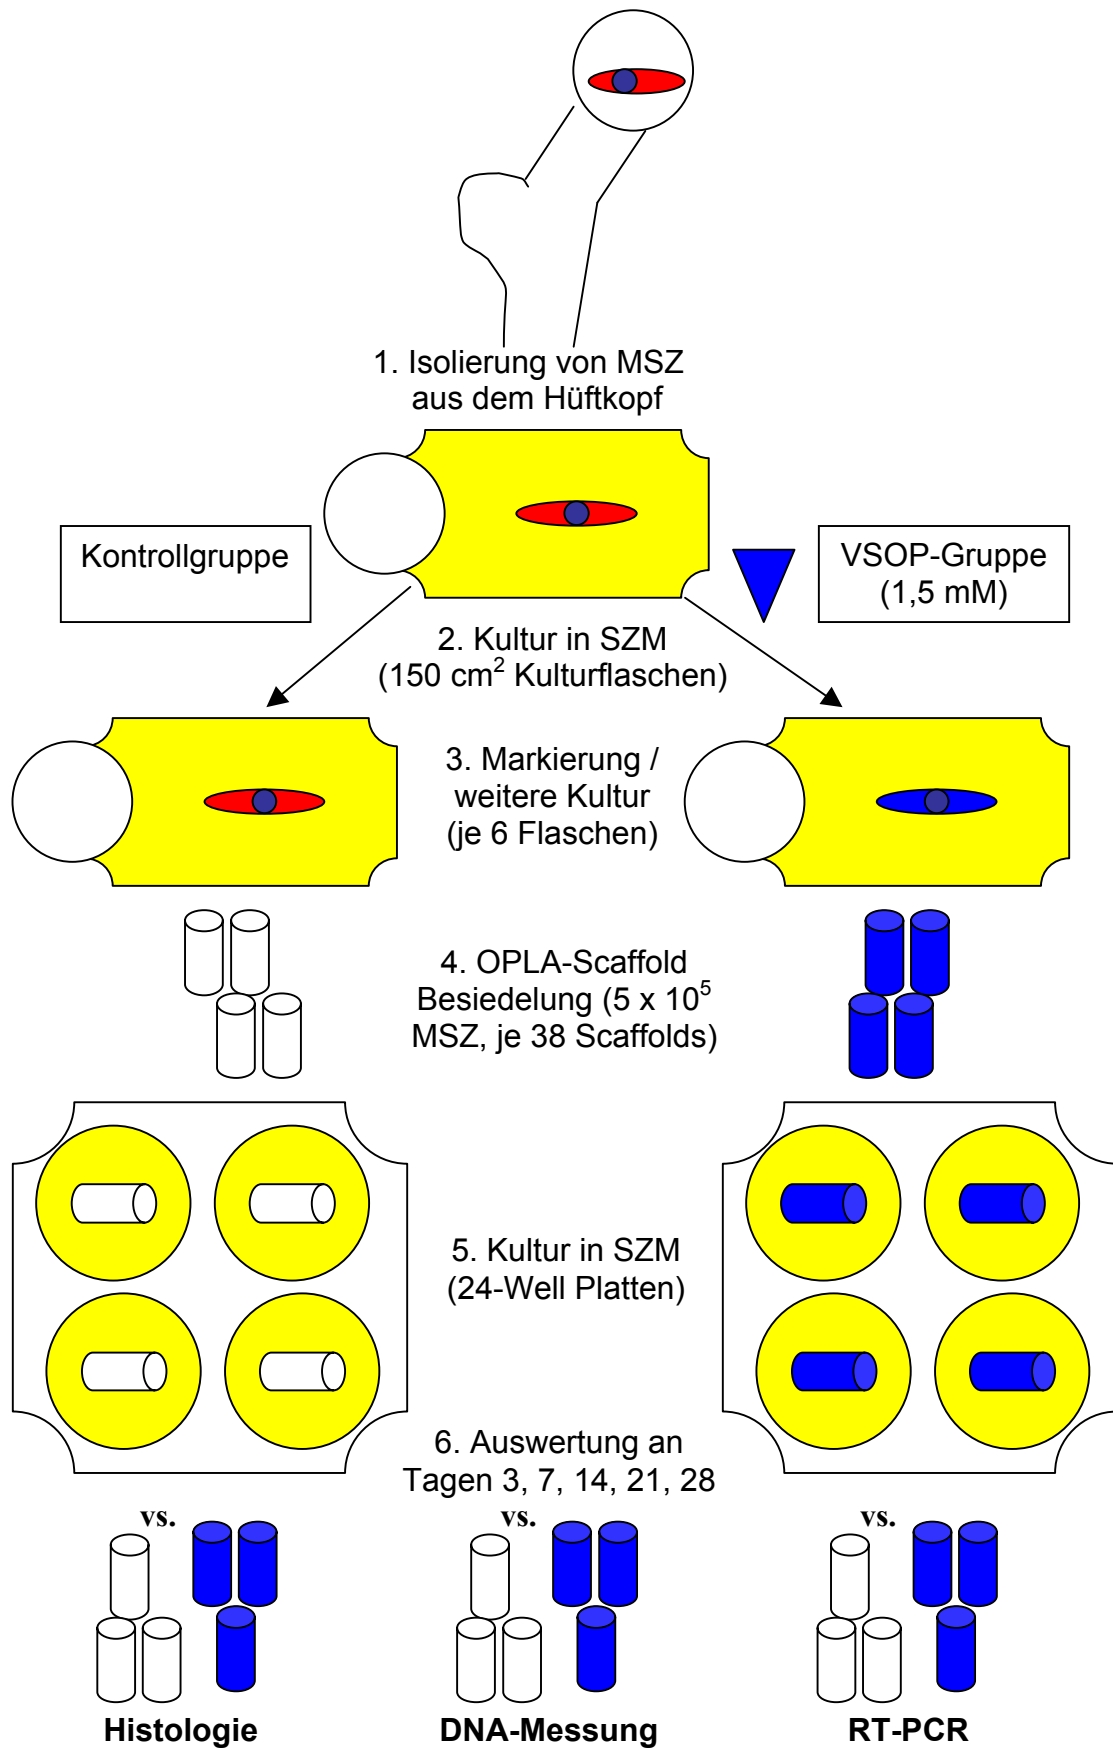 1. Isolierung von MSZ
aus dem Hüftkopf
Kontrollgruppe
VSOP-Gruppe
(1,5 mM)
2. Kultur in SZM
(150 cm² Kulturflaschen)
3. Markierung /
weitere Kultur
(je 6 Flaschen)
4. OPLA-Scaffold
Besiedelung (5 x 10⁵
MSZ, je 38 Scaffolds)
5. Kultur in SZM
(24-Well Platten)
6. Auswertung an
Tagen 3, 7, 14, 21, 28
vs.
vs.
vs.
Histologie
DNA-Messung
RT-PCR